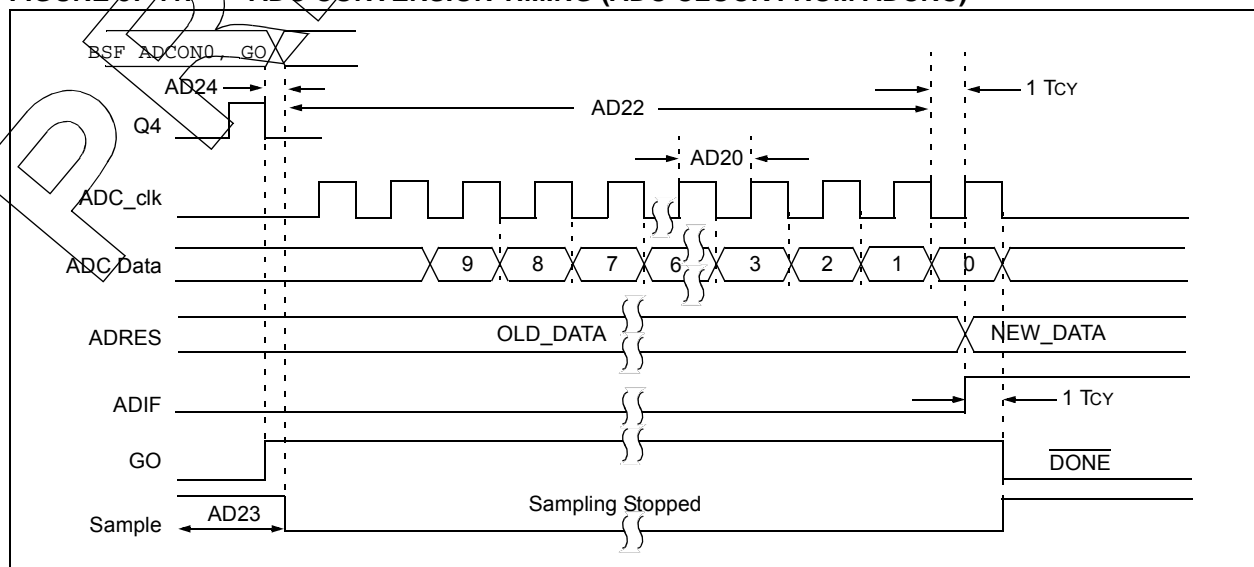 BSF ADCON0, GO
AD24
1 TCY
AD22
Q4
AD20
ADC_clk
ADC Data
9 8 7 6 3 2 1 0
ADRES
OLD_DATA
NEW_DATA
ADIF
1 TCY
GO
DONE
Sample
AD23
Sampling Stopped